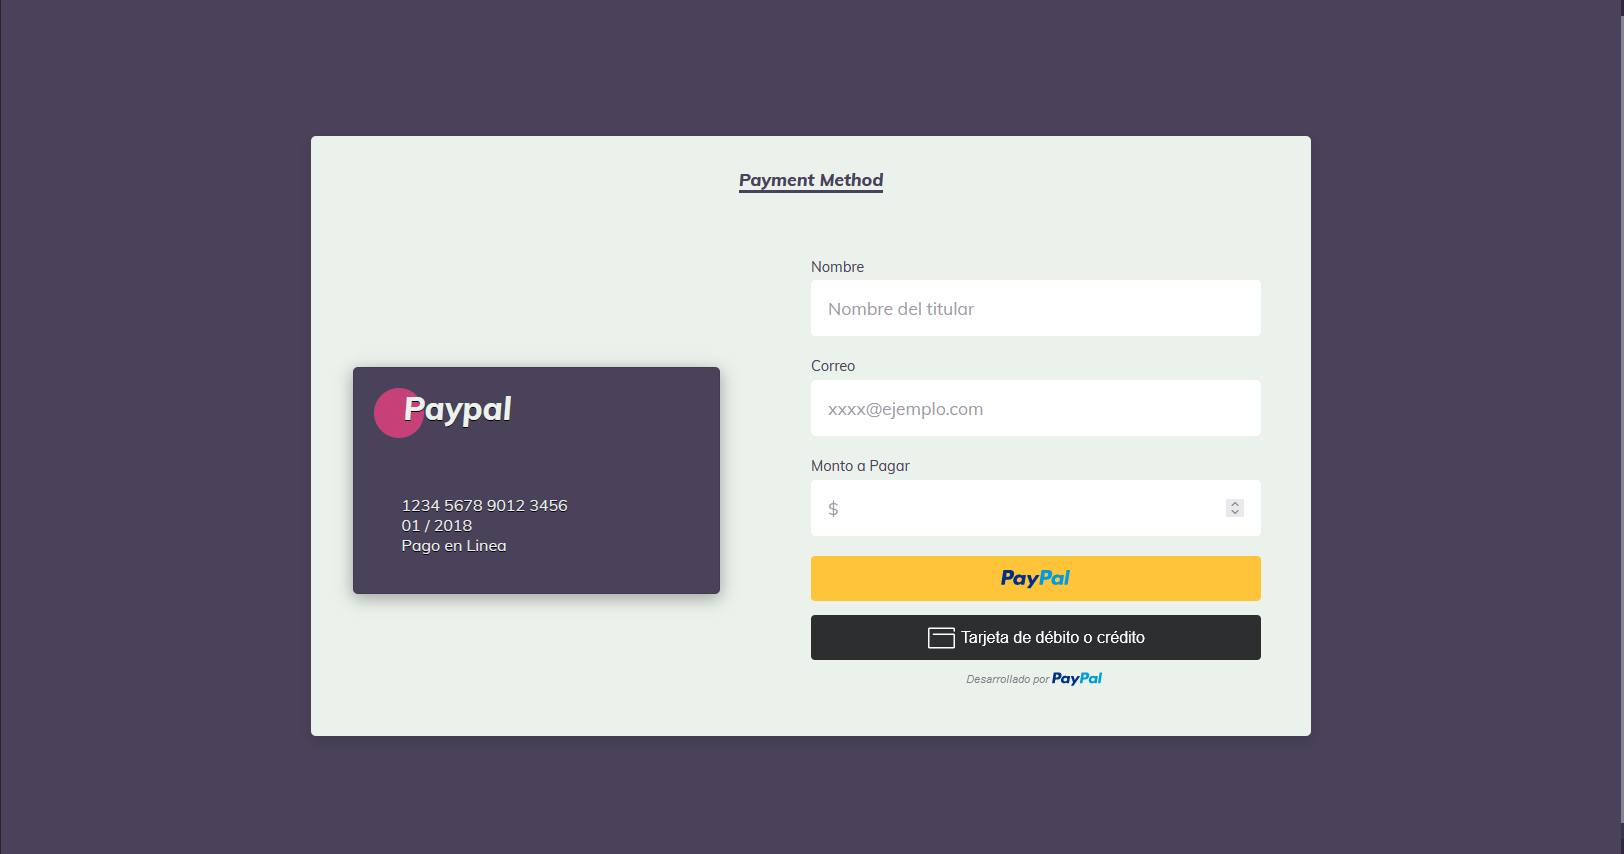 Payment Method
Paypal
1234 5678 9012 3456
01 / 2018
Pago en Linea
Nombre
Nombre del titular
Correo
xxxx@ejemplo.com
Monto a Pagar
$
PayPal
Tarjeta de débito o crédito
Desarrollado por PayPal